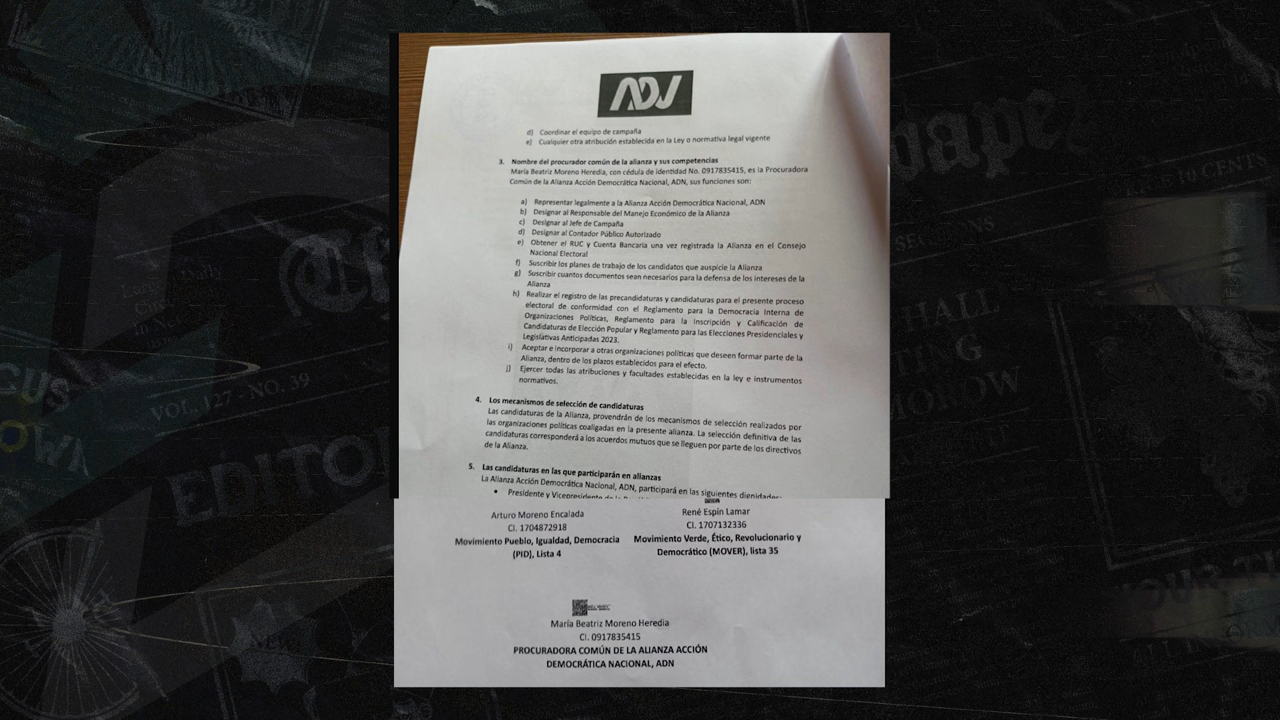 ADN
d) Coordinar el equipo de campaña
e) Cualquier otra atribución establecida en la Ley o normativa legal vigente
3. Nombre del procurador común de la alianza y sus competencias
María Beatriz Moreno Heredia, con cédula de identidad No. 0917835415, es la Procuradora
Común de la Alianza Acción Democrática Nacional, ADN, sus funciones son:
a) Representar legalmente a la Alianza Acción Democrática Nacional, ADN
b) Designar al Responsable del Manejo Económico de la Alianza
c) Designar al Jefe de Campaña
d) Designar al Contador Público Autorizado
e) Obtener el RUC y Cuenta Bancaria una vez registrada la Alianza en el Consejo
Nacional Electoral
f) Suscribir los planes de trabajo de los candidatos que auspicie la Alianza
g) Suscribir cuantos documentos sean necesarios para la defensa de los intereses de la
Alianza
h) Realizar el registro de las precandidaturas y candidaturas para el presente proceso
electoral de conformidad con el Reglamento para la Democracia Interna de
Organizaciones Políticas, Reglamento para la Inscripción y Calificación de
Candidaturas de Elección Popular y Reglamento para las Elecciones Presidenciales y
Legislativas Anticipadas 2023.
i) Aceptar e incorporar a otras organizaciones políticas que deseen formar parte de la
Alianza, dentro de los plazos establecidos para el efecto.
j) Ejercer todas las atribuciones y facultades establecidas en la ley e instrumentos
normativos.
4. Los mecanismos de selección de candidaturas
Las candidaturas de la Alianza, provendrán de los mecanismos de selección realizados por
las organizaciones políticas coaligadas en la presente alianza. La selección definitiva de las
candidaturas corresponderá a los acuerdos mutuos que se lleguen por parte de los directivos
de la Alianza.
5. Las candidaturas en las que participarán en alianzas
La Alianza Acción Democrática Nacional, ADN, participará en las siguientes dignidades:
• Presidente y Vicepresidente de la
Arturo Moreno Encalada
CI. 1704872918
Movimiento Pueblo, Igualdad, Democracia
(PID), Lista 4
René Espín Lamar
CI. 1707132336
Movimiento Verde, Ético, Revolucionario y
Democrático (MOVER), lista 35
María Beatriz Moreno Heredia
CI. 0917835415
PROCURADORA COMÚN DE LA ALIANZA ACCIÓN
DEMOCRÁTICA NACIONAL, ADN
VOL. 127 - NO. 39
10 CENTS